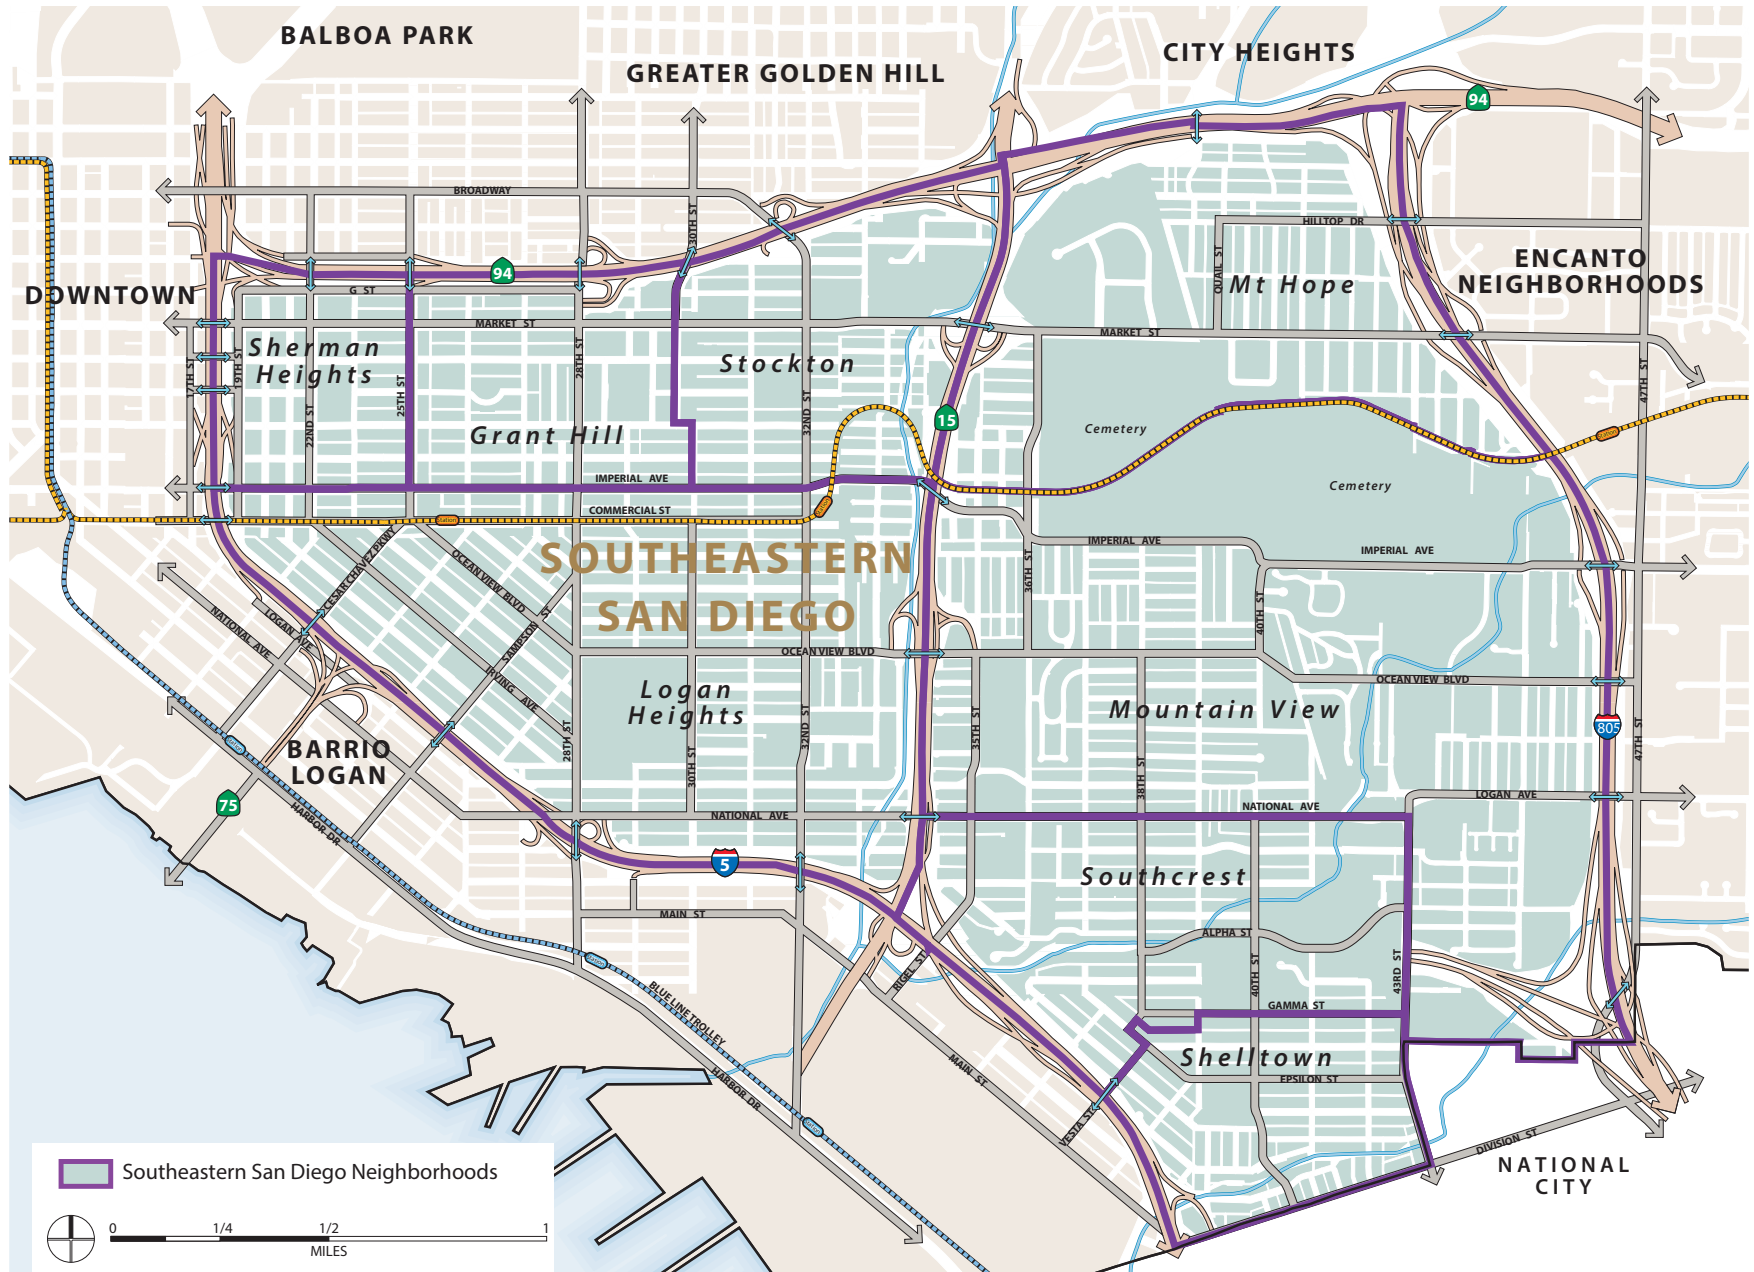 BALBOA PARK
GREATER GOLDEN HILL
CITY HEIGHTS
94
BROADWAY
30TH ST
HILLTOP DR
ENCANTO
NEIGHBORHOODS
QUAIL ST
Mt Hope
94
DOWNTOWN
G ST
MARKET ST
MARKET ST
Sherman
Heights
Stockton
17TH ST
19TH ST
22ND ST
25TH ST
28TH ST
32ND ST
47TH ST
15
Grant Hill
Cemetery
Cemetery
Station
IMPERIAL AVE
COMMERCIAL ST
Station
Station
IMPERIAL AVE
IMPERIAL AVE
SOUTHEASTERN
SAN DIEGO
CESAR CHAVEZ PKWY
OCEAN VIEW BLVD
36TH ST
40TH ST
NATIONAL AVE
LOGAN AVE
SAMPSON ST
IRVING AVE
OCEAN VIEW BLVD
OCEAN VIEW BLVD
Logan
Heights
Mountain View
28TH ST
30TH ST
32ND ST
35TH ST
38TH ST
805
47TH ST
Station
BARRIO
LOGAN
75
HARBOR DR
NATIONAL AVE
NATIONAL AVE
LOGAN AVE
5
Southcrest
MAIN ST
ALPHA ST
RIGEL ST
40TH ST
43RD ST
Station
BLUE LINE TROLLEY
GAMMA ST
Shelltown
EPSILON ST
MAIN ST
HARBOR DR
VESTA ST
Station
DIVISION ST
NATIONAL
CITY
Southeastern San Diego Neighborhoods
0 1/4 1/2 1
MILES